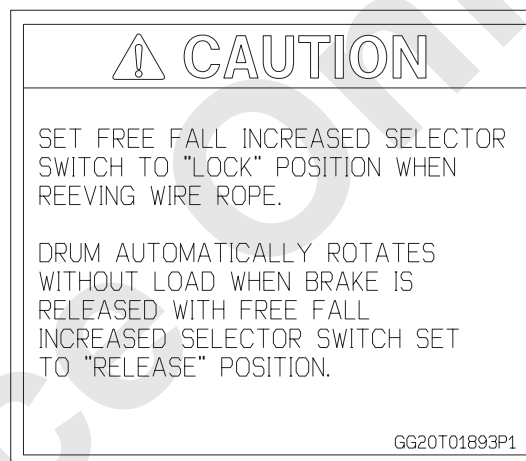 CAUTION
SET FREE FALL INCREASED SELECTOR
SWITCH TO "LOCK" POSITION WHEN
REEVING WIRE ROPE.
DRUM AUTOMATICALLY ROTATES
WITHOUT LOAD WHEN BRAKE IS
RELEASED WITH FREE FALL
INCREASED SELECTOR SWITCH SET
TO "RELEASE" POSITION.
GG20T01893P1